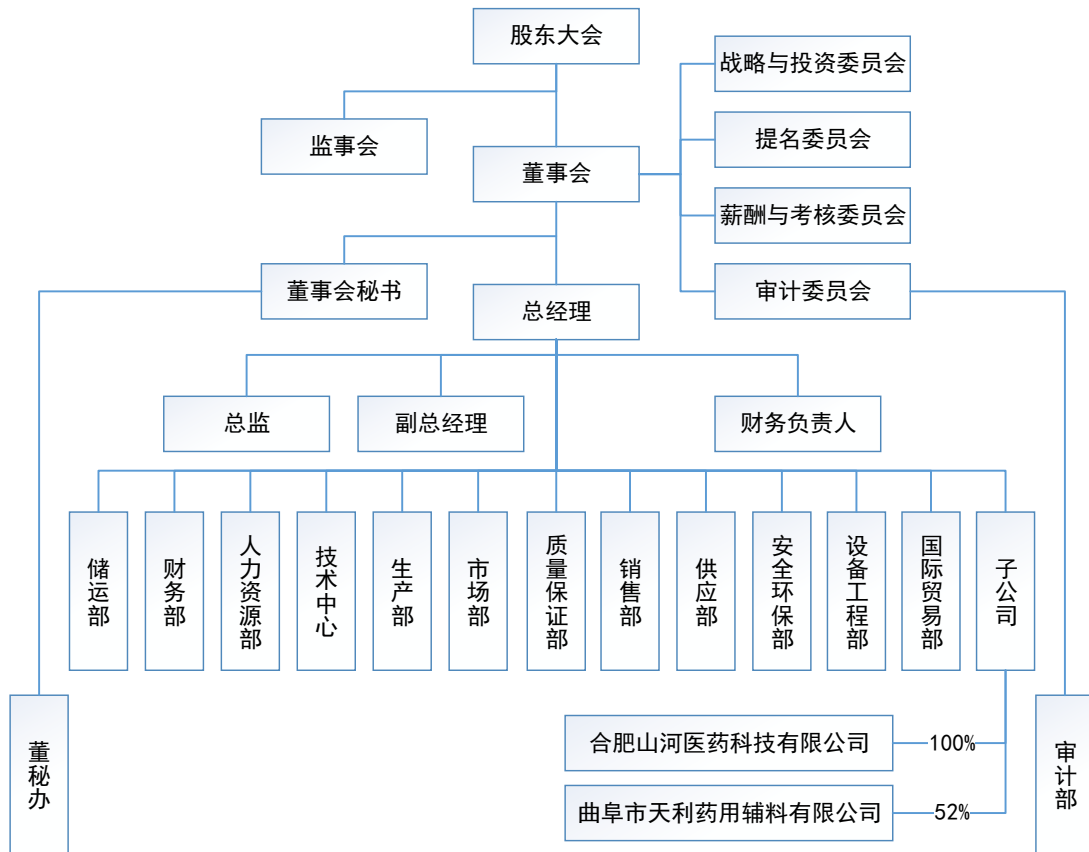 股东大会
战略与投资委员会
监事会
提名委员会
董事会
薪酬与考核委员会
董事会秘书
审计委员会
总经理
总监
副总经理
财务负责人
储运部
财务部
人力资源部
技术中心
生产部
市场部
质量保证部
销售部
供应部
安全环保部
设备工程部
国际贸易部
子公司
董秘办
合肥山河医药科技有限公司
100%
曲阜市天利药用辅料有限公司
52%
审计部